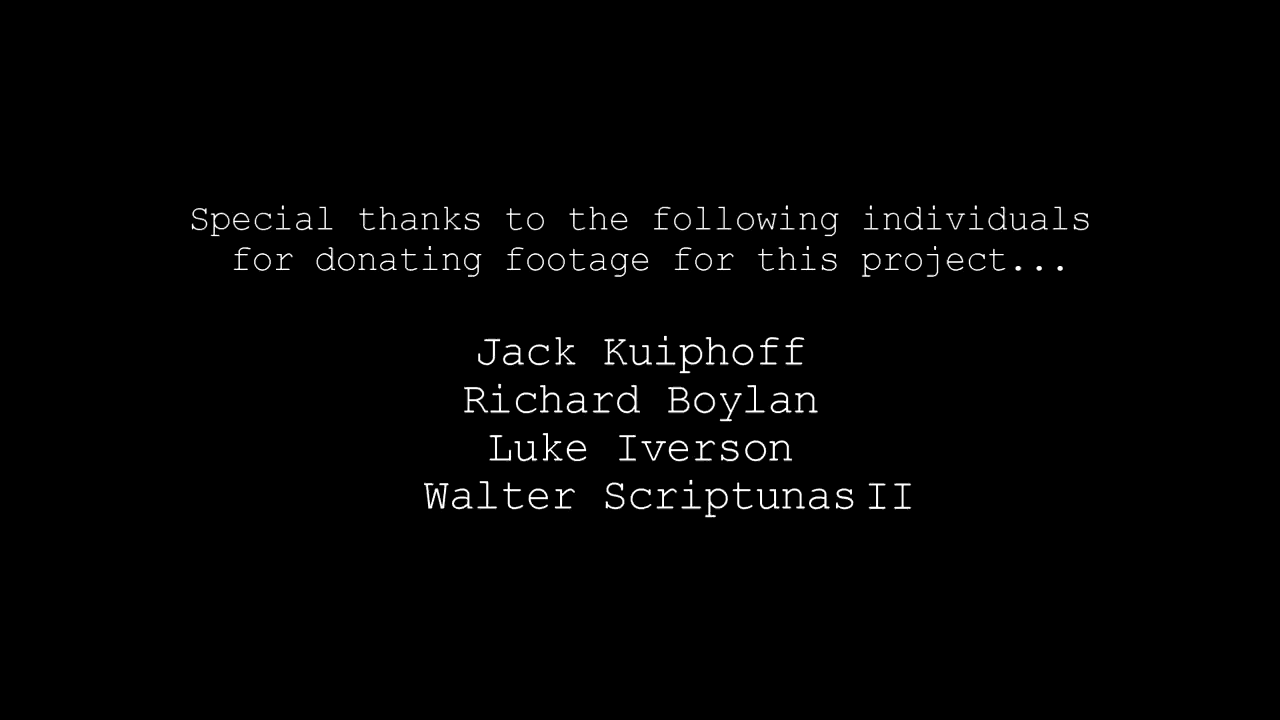 Special thanks to the following individuals
for donating footage for this project...
Jack Kuiphoff
Richard Boylan
Luke Iverson
Walter Scriptunas II